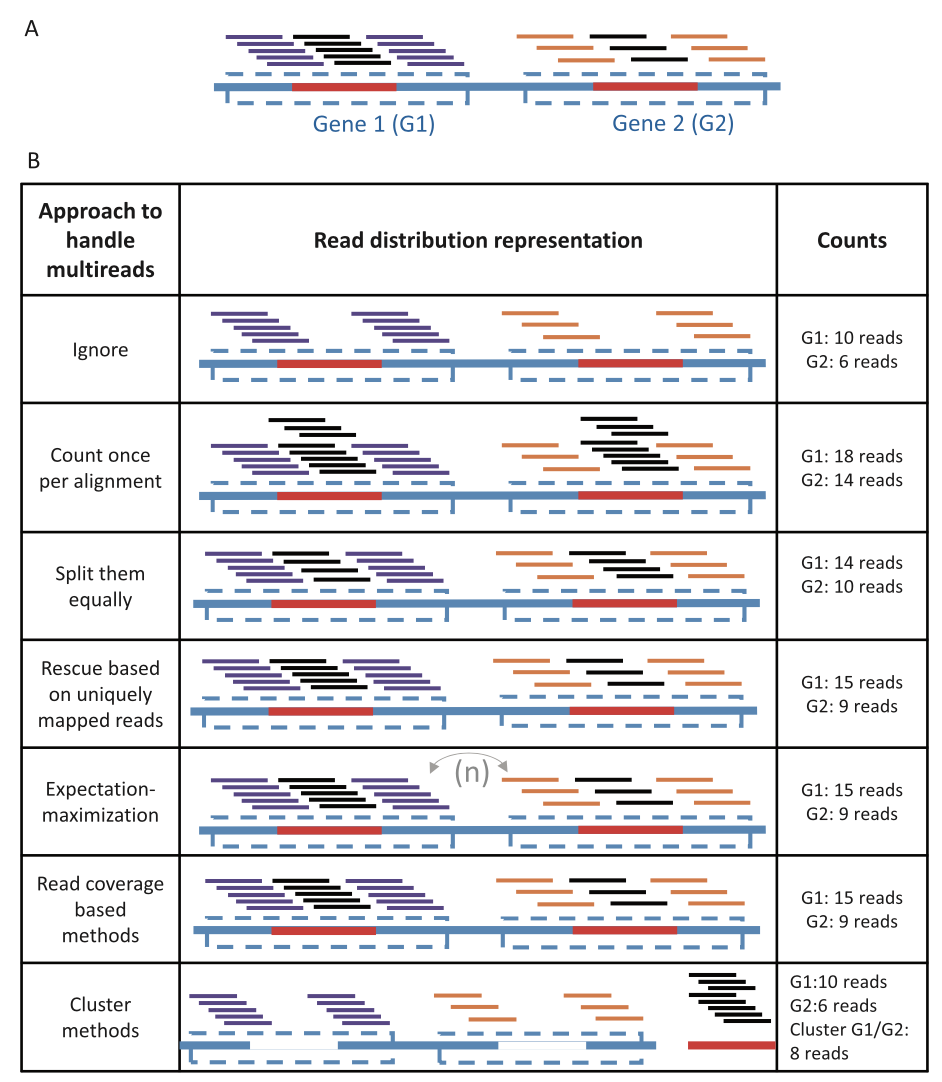 A
Gene 1 (G1)
Gene 2 (G2)
B
Approach to
handle
multireads
Read distribution representation
Counts
Ignore
G1: 10 reads
G2: 6 reads
Count once
per alignment
G1: 18 reads
G2: 14 reads
Split them
equally
G1: 14 reads
G2: 10 reads
Rescue based
on uniquely
mapped reads
G1: 15 reads
G2: 9 reads
Expectation-
maximization
(n)
G1: 15 reads
G2: 9 reads
Read coverage
based
methods
G1: 15 reads
G2: 9 reads
Cluster
methods
G1:10 reads
G2:6 reads
Cluster G1/G2:
8 reads